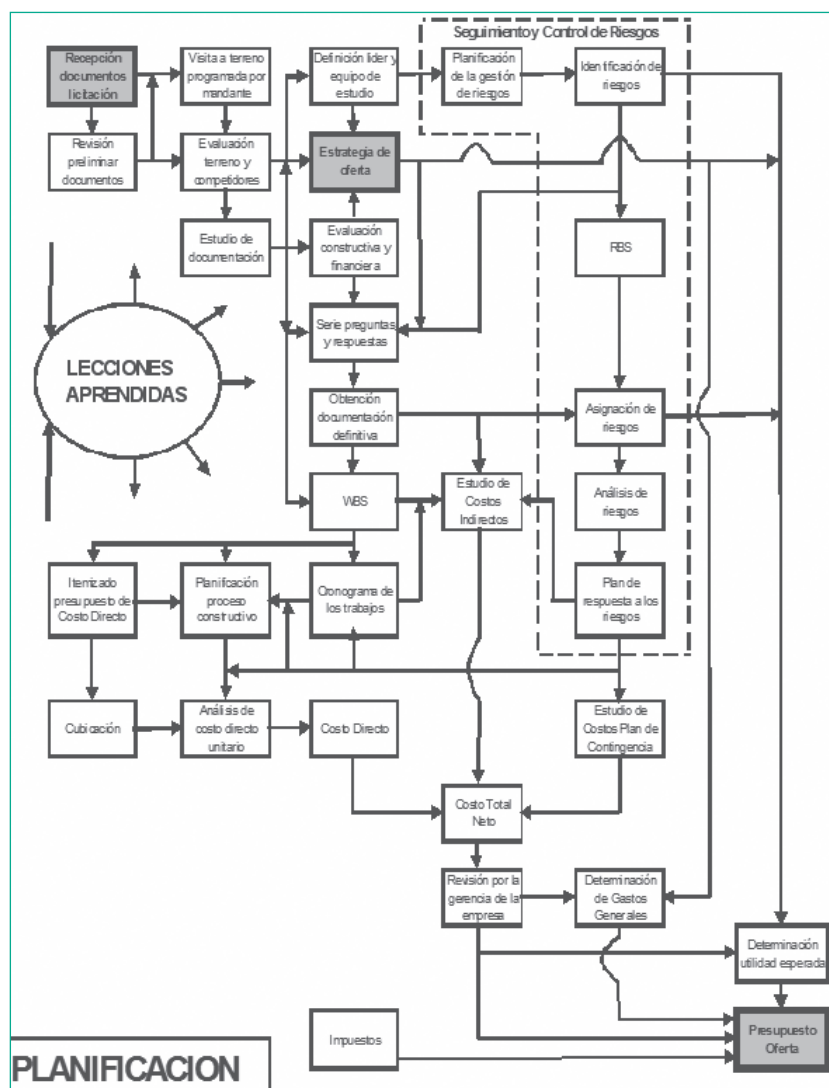 Seguimiento y Control de Riesgos
Recepción
documentos
licitación
Visita a terreno
programada por
mandante
Definición líder y
equipo de
estudio
Planificación
de la gestión
de riesgos
Identificación de
riesgos
Revisión
preliminar
documentos
Evaluación
terreno y
competidores
Estrategia de
oferta
Estudio de
documentación
Evaluación
constructiva y
financiera
RBS
Serie preguntas
y respuestas
LECCIONES
APRENDIDAS
Obtención
documentación
definitiva
Asignación de
riesgos
WBS
Estudio de
Costos
Indirectos
Análisis de
riesgos
Itemizado
presupuesto de
Costo Directo
Planificación
proceso
constructivo
Cronograma de
los trabajos
Plan de
respuesta a los
riesgos
Cubicación
Análisis de
costo directo
unitario
Costo Directo
Estudio de
Costos Plan de
Contingencia
Costo Total
Neto
Revisión por la
gerencia de la
empresa
Determinación
de Gastos
Generales
Determinación
utilidad esperada
Impuestos
Presupuesto
Oferta
PLANIFICACION